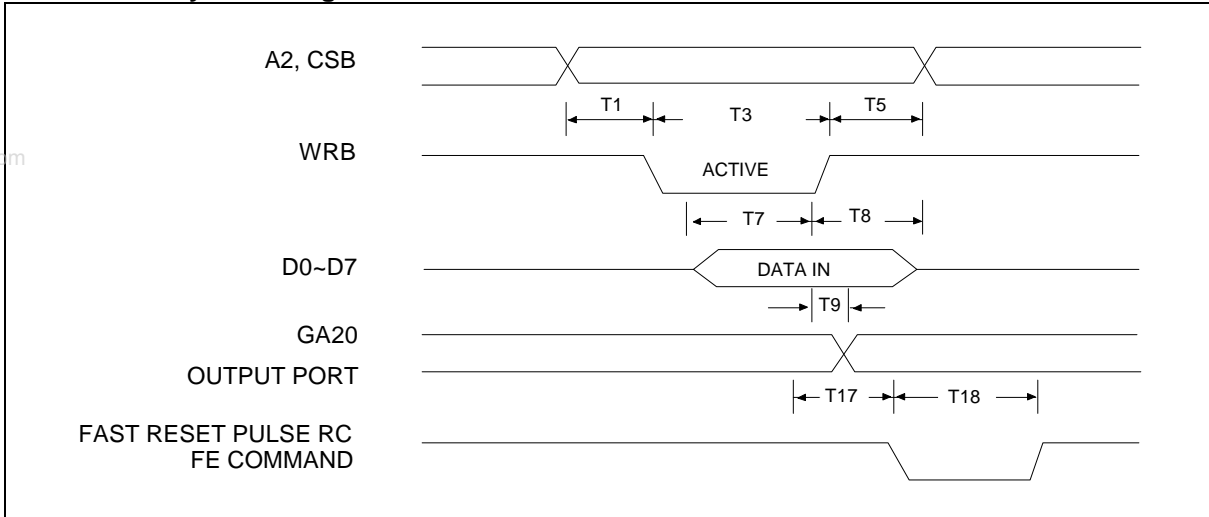 A2, CSB
T1 T3 T5
WRB
ACTIVE
T7 T8
D0~D7
DATA IN
T9
GA20
OUTPUT PORT
T17 T18
FAST RESET PULSE RC
FE COMMAND